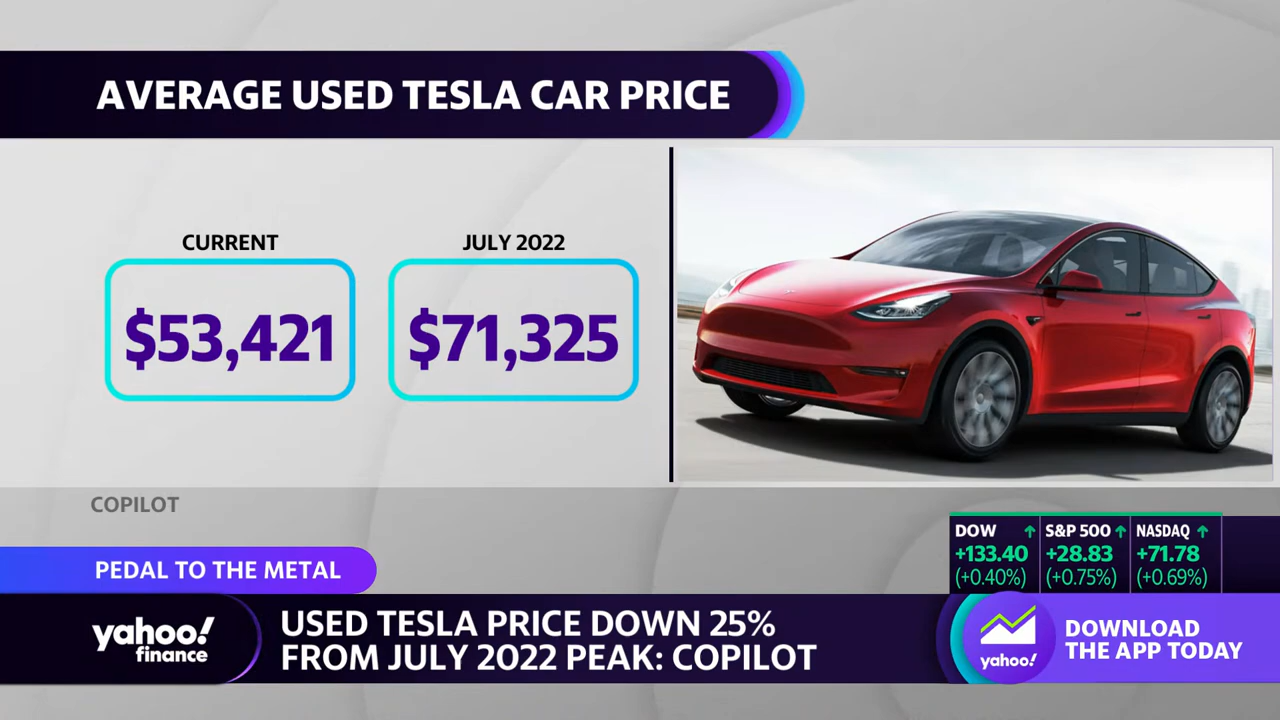 AVERAGE USED TESLA CAR PRICE
CURRENT
$53,421
JULY 2022
$71,325
COPILOT
DOW
+133.40
(+0.40%)
S&P 500
+28.83
(+0.75%)
NASDAQ
+71.78
(+0.69%)
PEDAL TO THE METAL
yahoo!
finance
USED TESLA PRICE DOWN 25%
FROM JULY 2022 PEAK: COPILOT
yahoo!
DOWNLOAD
THE APP TODAY